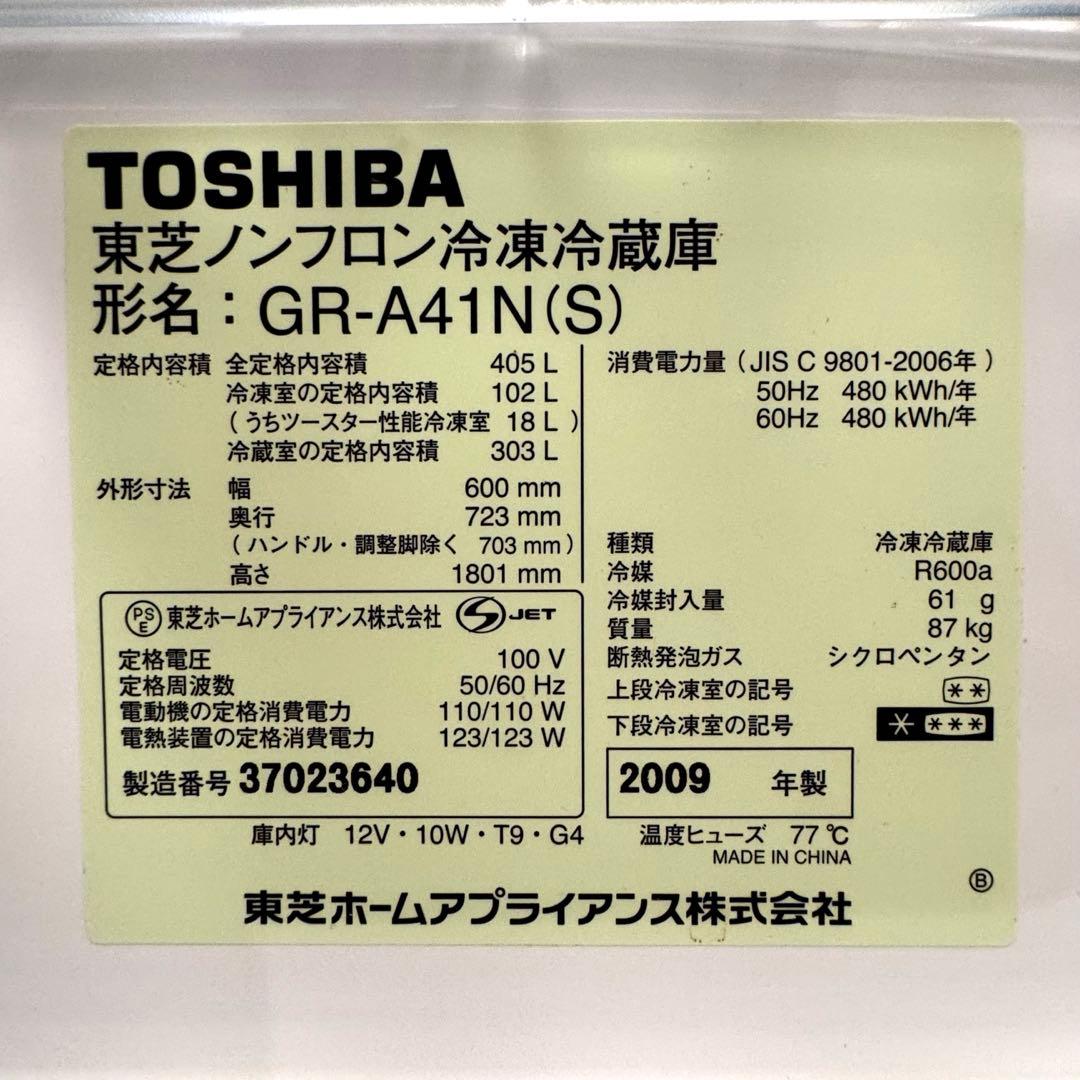 TOSHIBA
東芝ノンフロン冷凍冷蔵庫
形名：GR-A41N(S)
定格内容積 全定格内容積 405 L
冷凍室の定格内容積 102 L
(うちツースター性能冷凍室 18 L)
冷蔵室の定格内容積 303 L
外形寸法 幅 600 mm
奥行 723 mm
(ハンドル・調整脚除く 703 mm)
高さ 1801 mm
PSE 東芝ホームアプライアンス株式会社 S JET
定格電圧 100 V
定格周波数 50/60 Hz
電動機の定格消費電力 110/110 W
電熱装置の定格消費電力 123/123 W
製造番号 37023640
庫内灯 12V・10W・T9・G4
消費電力量 (JIS C 9801-2006年)
50Hz 480 kWh/年
60Hz 480 kWh/年
種類 冷凍冷蔵庫
冷媒 R600a
冷媒封入量 61 g
質量 87 kg
断熱発泡ガス シクロペンタン
上段冷凍室の記号 **
下段冷凍室の記号 * ***
2009 年製
温度ヒューズ 77℃
MADE IN CHINA
Ⓑ
東芝ホームアプライアンス株式会社